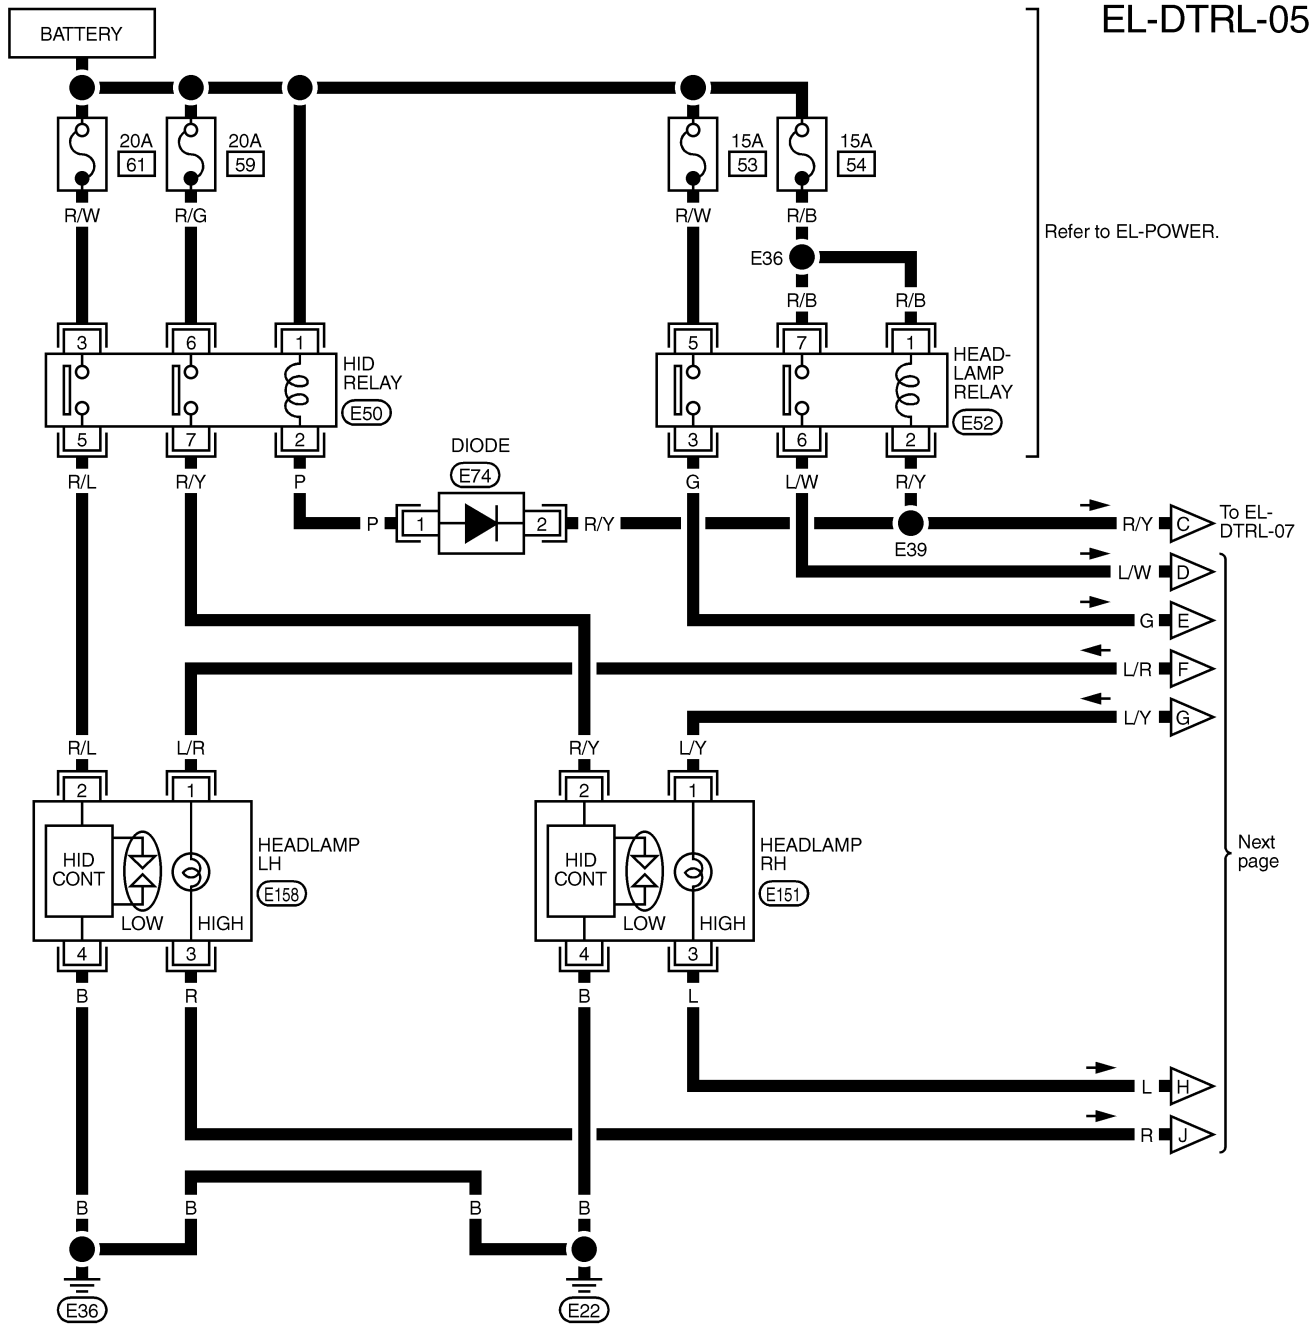 EL-DTRL-05
BATTERY
20A
61
20A
59
15A
53
15A
54
R/W
R/G
R/W
R/B
Refer to EL-POWER.
E36
R/B
R/B
3
6
1
5
7
1
HID
RELAY
E50
HEAD-
LAMP
RELAY
E52
5
7
2
3
6
2
DIODE
E74
R/L
R/Y
P
G
L/W
R/Y
P
1
2
R/Y
E39
R/Y
C
To EL-
DTRL-07
L/W
D
G
E
L/R
F
L/Y
G
R/L
L/R
R/Y
L/Y
2
1
2
1
HID
CONT
LOW
HIGH
HEADLAMP
LH
E158
HID
CONT
LOW
HIGH
HEADLAMP
RH
E151
Next
page
4
3
4
3
B
R
B
L
L
H
R
J
B
B
B
B
E36
E22